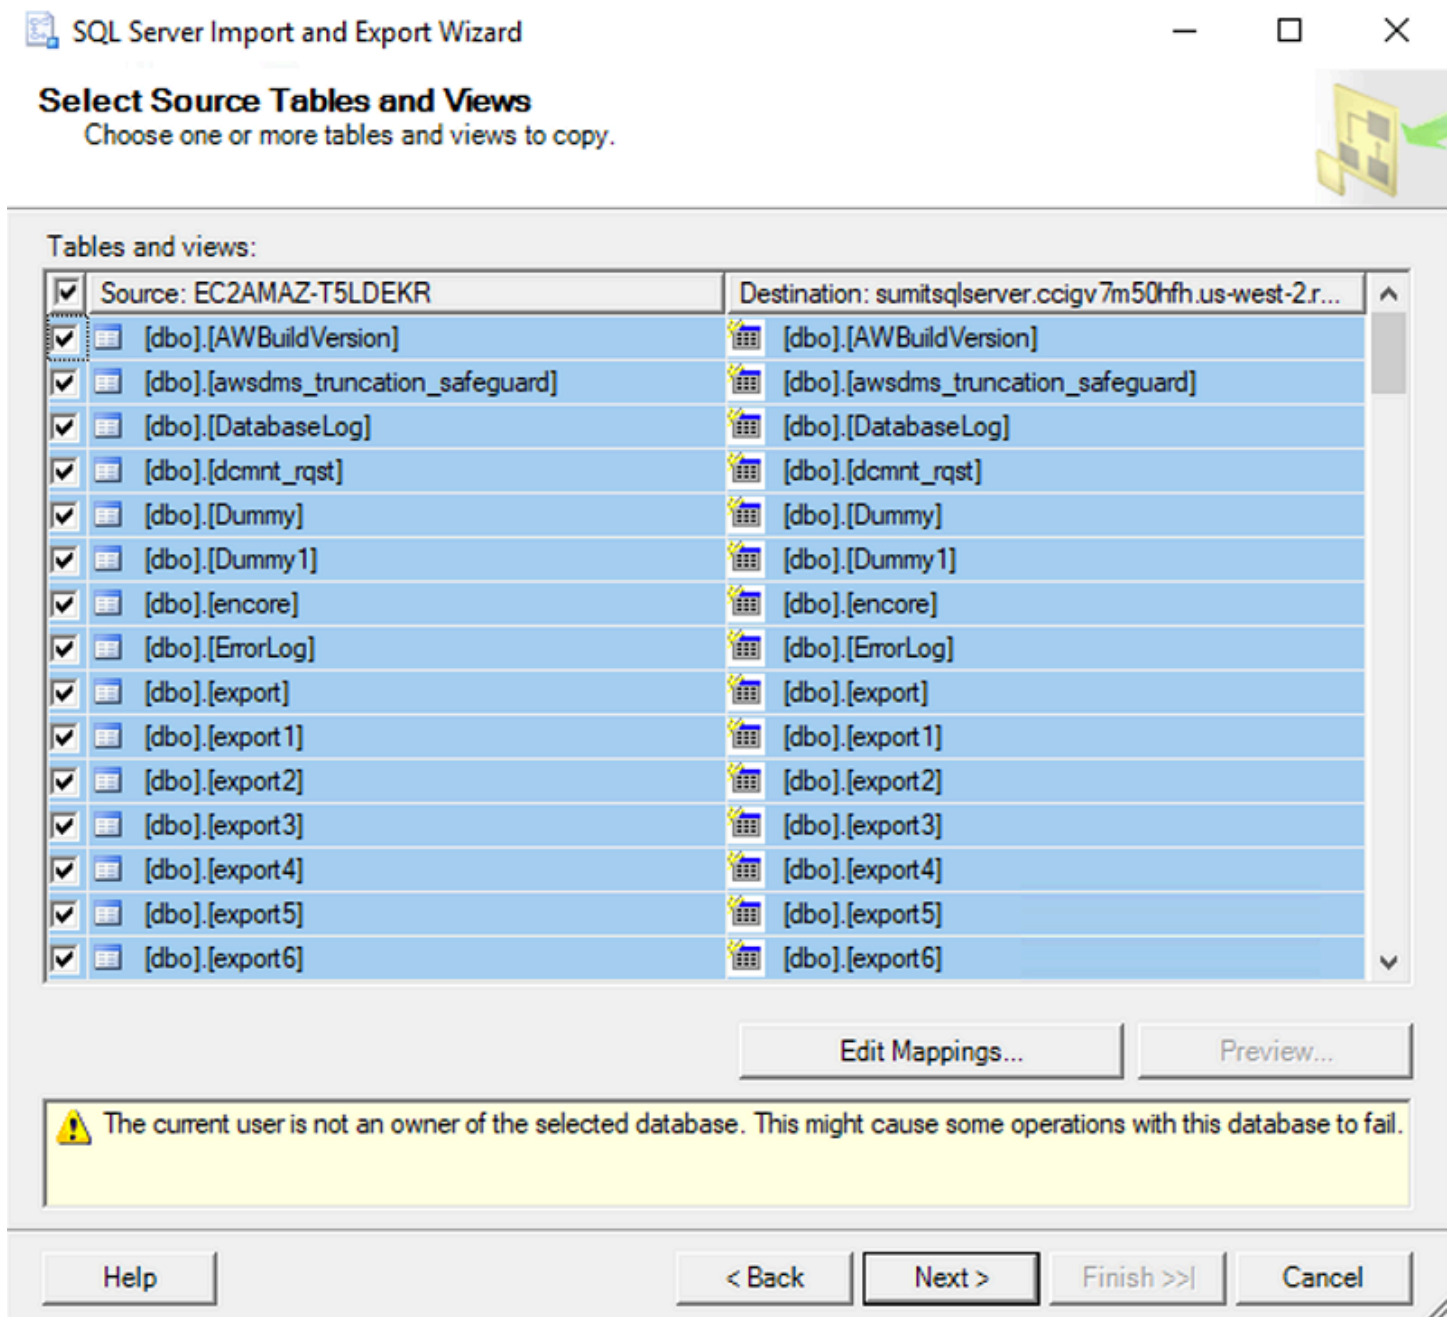 SQL Server Import and Export Wizard
Select Source Tables and Views
Choose one or more tables and views to copy.
Tables and views:
Source: EC2AMAZ-T5LDEKR Destination: sumitsqlserver.ccigv7m50hfh.us-west-2.r...
[dbo].[AWBuildVersion] [dbo].[AWBuildVersion]
[dbo].[awsdms_truncation_safeguard] [dbo].[awsdms_truncation_safeguard]
[dbo].[DatabaseLog] [dbo].[DatabaseLog]
[dbo].[dcmnt_rqst] [dbo].[dcmnt_rqst]
[dbo].[Dummy] [dbo].[Dummy]
[dbo].[Dummy1] [dbo].[Dummy1]
[dbo].[encore] [dbo].[encore]
[dbo].[ErrorLog] [dbo].[ErrorLog]
[dbo].[export] [dbo].[export]
[dbo].[export1] [dbo].[export1]
[dbo].[export2] [dbo].[export2]
[dbo].[export3] [dbo].[export3]
[dbo].[export4] [dbo].[export4]
[dbo].[export5] [dbo].[export5]
[dbo].[export6] [dbo].[export6]
Edit Mappings... Preview...
The current user is not an owner of the selected database. This might cause some operations with this database to fail.
Help < Back Next > Finish >>| Cancel